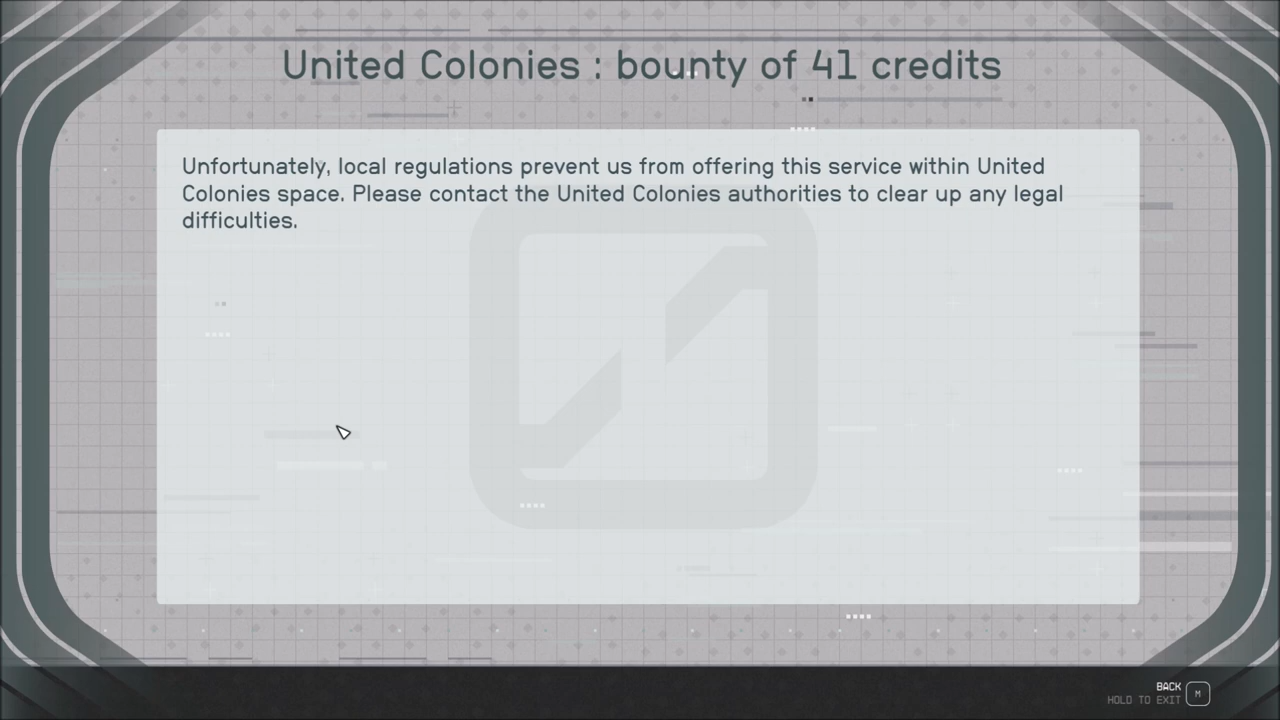 United Colonies : bounty of 41 credits
Unfortunately, local regulations prevent us from offering this service within United
Colonies space. Please contact the United Colonies authorities to clear up any legal
difficulties.
BACK
HOLD TO EXIT
M